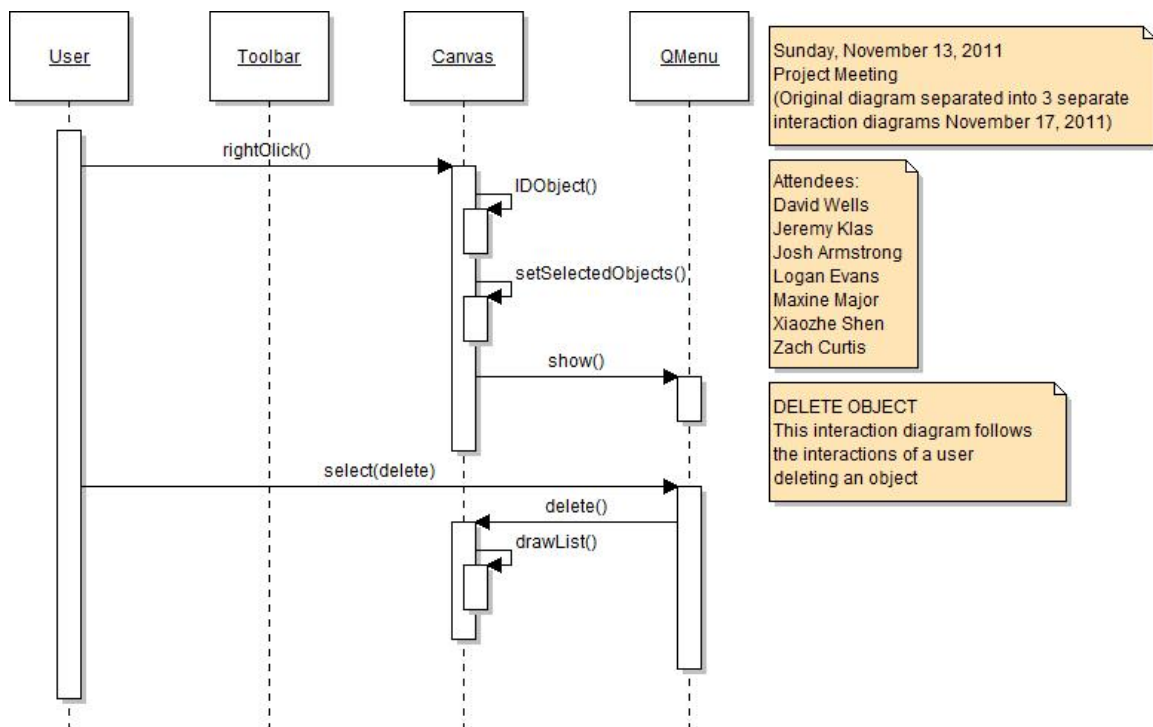 User
Toolbar
Canvas
QMenu
Sunday, November 13, 2011
Project Meeting
(Original diagram separated into 3 separate
interaction diagrams November 17, 2011)
rightOlick()
IDObject()
setSelectedObjects()
show()
Attendees:
David Wells
Jeremy Klas
Josh Armstrong
Logan Evans
Maxine Major
Xiaozhe Shen
Zach Curtis
DELETE OBJECT
This interaction diagram follows
the interactions of a user
deleting an object
select(delete)
delete()
drawList()